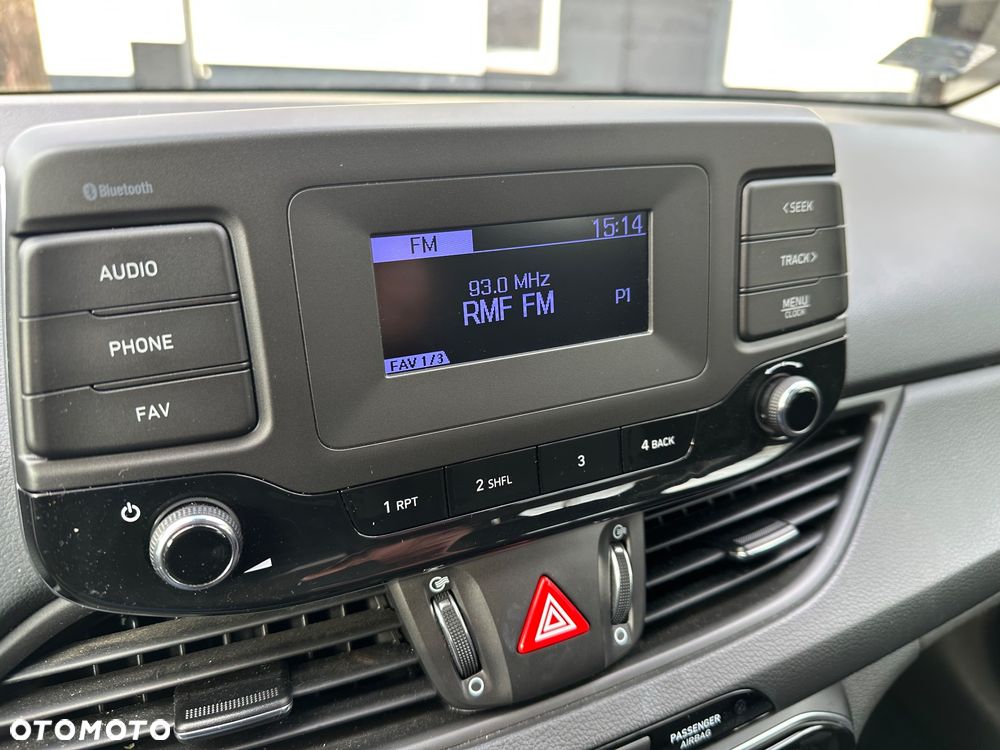 Bluetooth
AUDIO
PHONE
FAV
FM
15:14
93.0 MHz
RMF FM
P1
FAV 1/3
<SEEK
TRACK>
MENU
CLOCK
1 RPT
2 SHFL
3
4 BACK
PASSENGER
AIRBAG
OTOMOTO